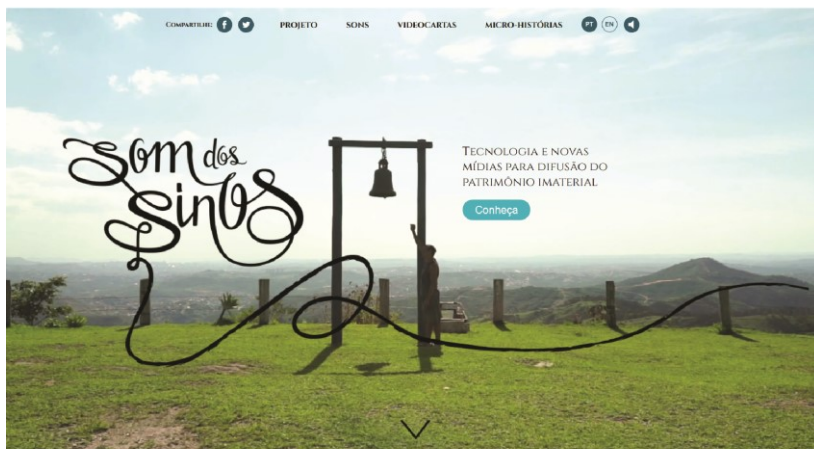 Compartilhe:
PROJETO
SONS
VIDEOCARTAS
MICRO-HISTÓRIAS
PT
EN
Som dos
Sinos
Tecnologia e novas
mídias para difusão do
patrimônio imaterial
Conheça